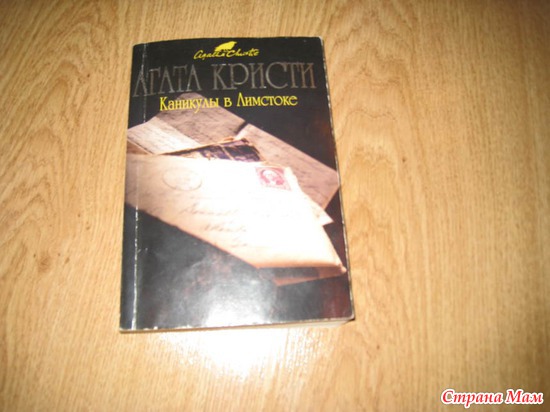 Agatha Christie
АГАТА КРИСТИ
Каникулы в Лимстоке
Страна Мам